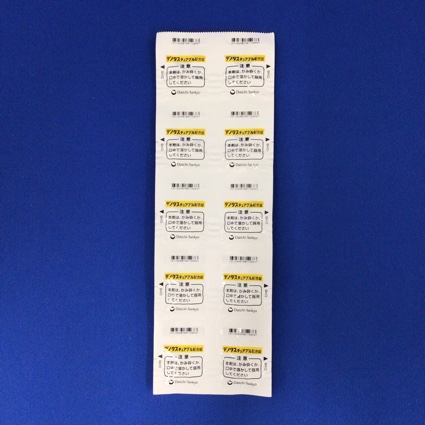 デノタスチュアブル配合錠
デノタスチュアブル配合錠
注意
注意
本剤は、かみ砕くか、
本剤は、かみ砕くか、
口中で溶かして服用
口中で溶かして服用
してください
してください
Daiichi-Sankyo
Daiichi-Sankyo
デノタスチュアブル配合錠
デノタスチュアブル配合錠
注意
注意
本剤は、かみ砕くか、
本剤は、かみ砕くか、
口中で溶かして服用
口中で溶かして服用
してください
してください
Daiichi-Sankyo
Daiichi-Sankyo
デノタスチュアブル配合錠
デノタスチュアブル配合錠
注意
注意
本剤は、かみ砕くか、
本剤は、かみ砕くか、
口中で溶かして服用
口中で溶かして服用
してください
してください
Daiichi-Sankyo
Daiichi-Sankyo
デノタスチュアブル配合錠
デノタスチュアブル配合錠
注意
注意
本剤は、かみ砕くか、
本剤は、かみ砕くか、
口中で溶かして服用
口中で溶かして服用
してください
してください
Daiichi-Sankyo
Daiichi-Sankyo
デノタスチュアブル配合錠
デノタスチュアブル配合錠
注意
注意
本剤は、かみ砕くか、
本剤は、かみ砕くか、
口中で溶かして服用
口中で溶かして服用
してください
してください
Daiichi-Sankyo
Daiichi-Sankyo